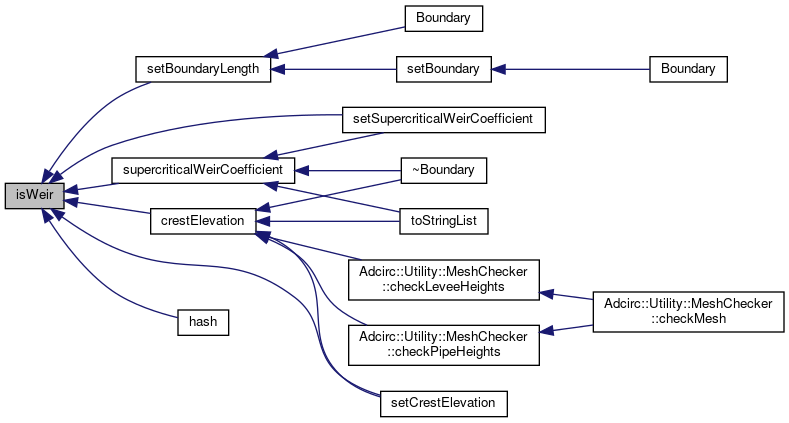 Boundary
setBoundaryLength
setBoundary
Boundary
setSupercriticalWeirCoefficient
supercriticalWeirCoefficient
~Boundary
isWeir
crestElevation
toStringList
Adcirc::Utility::MeshChecker
::checkLeveeHeights
Adcirc::Utility::MeshChecker
::checkMesh
hash
Adcirc::Utility::MeshChecker
::checkPipeHeights
setCrestElevation